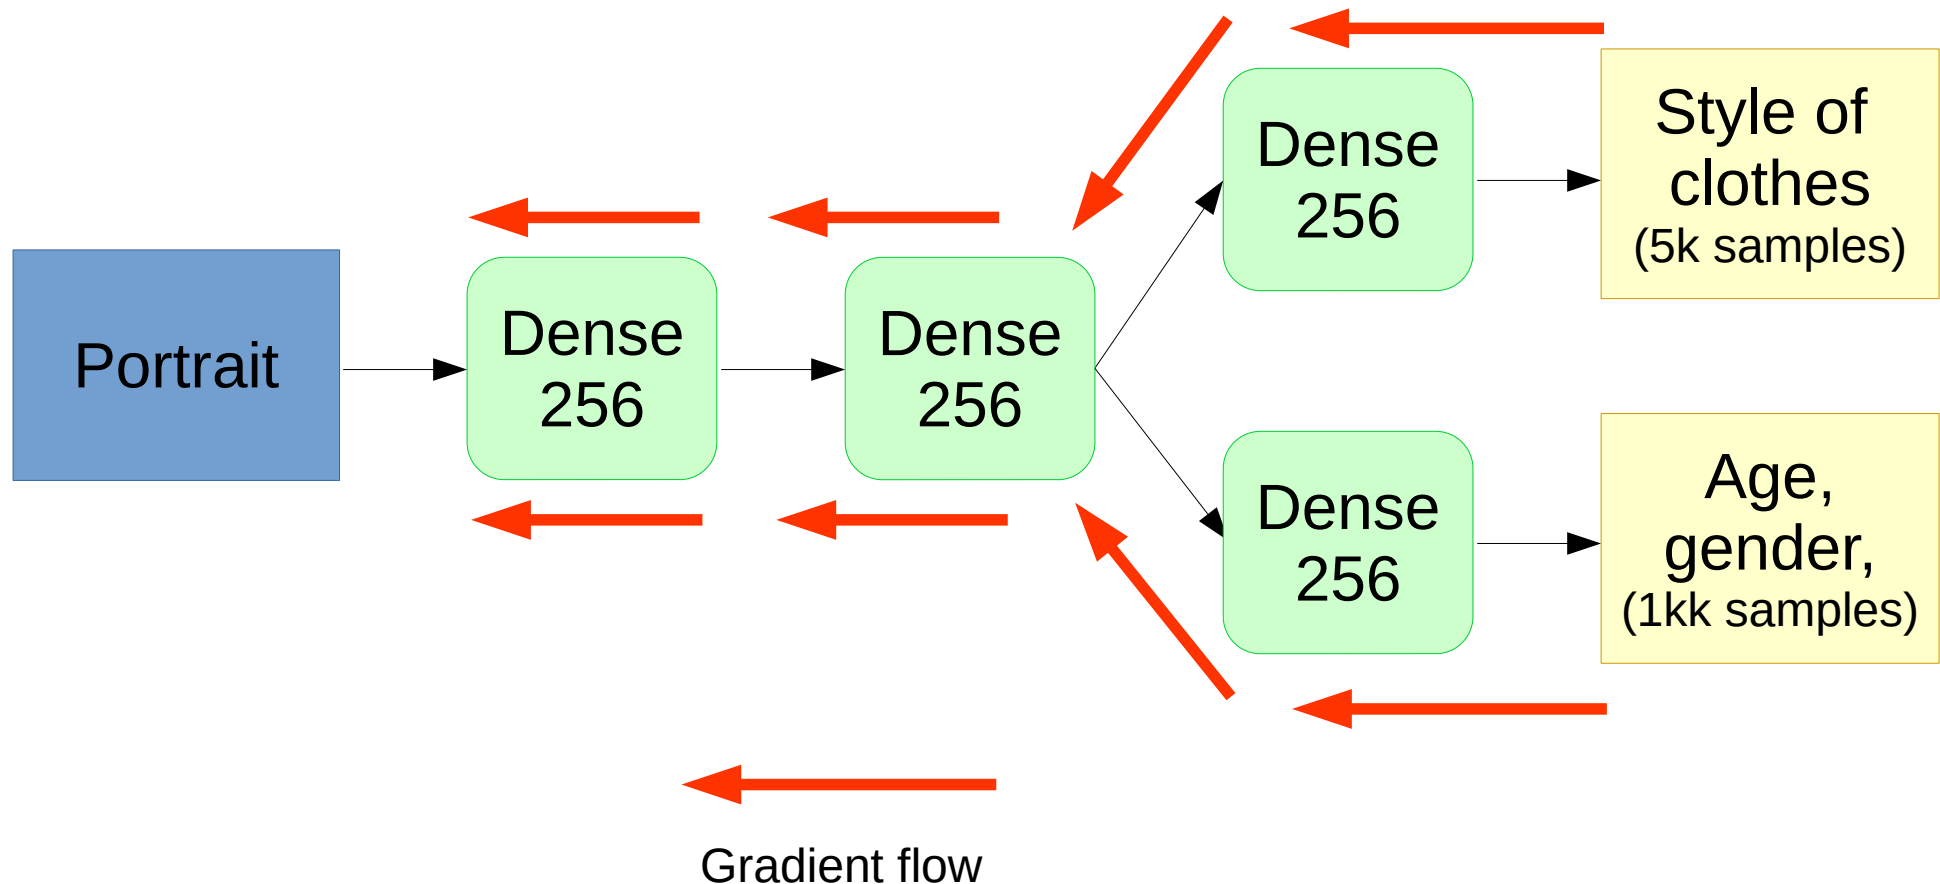 Portrait
Dense
256
Dense
256
Dense
256
Style of
clothes
(5k samples)
Dense
256
Age,
gender,
(1kk samples)
Gradient flow